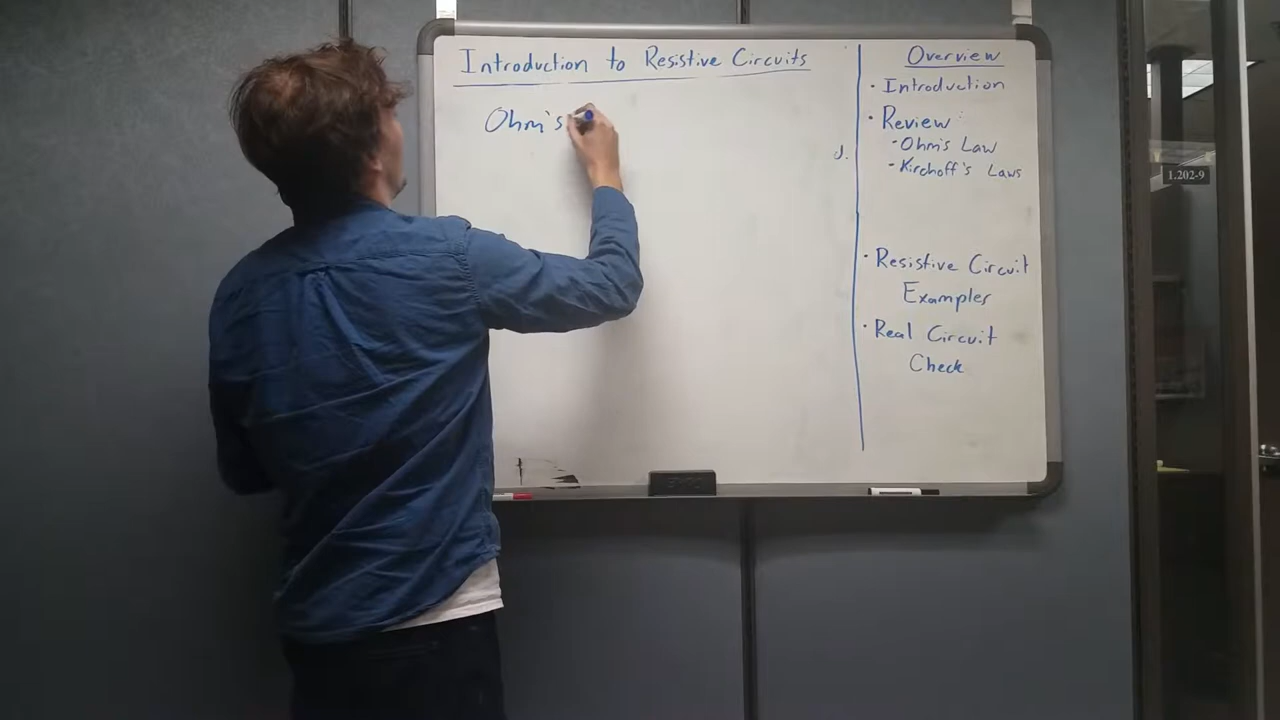 Introduction to Resistive Circuits
Ohm's
J.
Overview
· Introduction
· Review
- Ohm's Law
- Kirchoff's Laws
· Resistive Circuit
Examples
· Real Circuit
Check
1.202-9